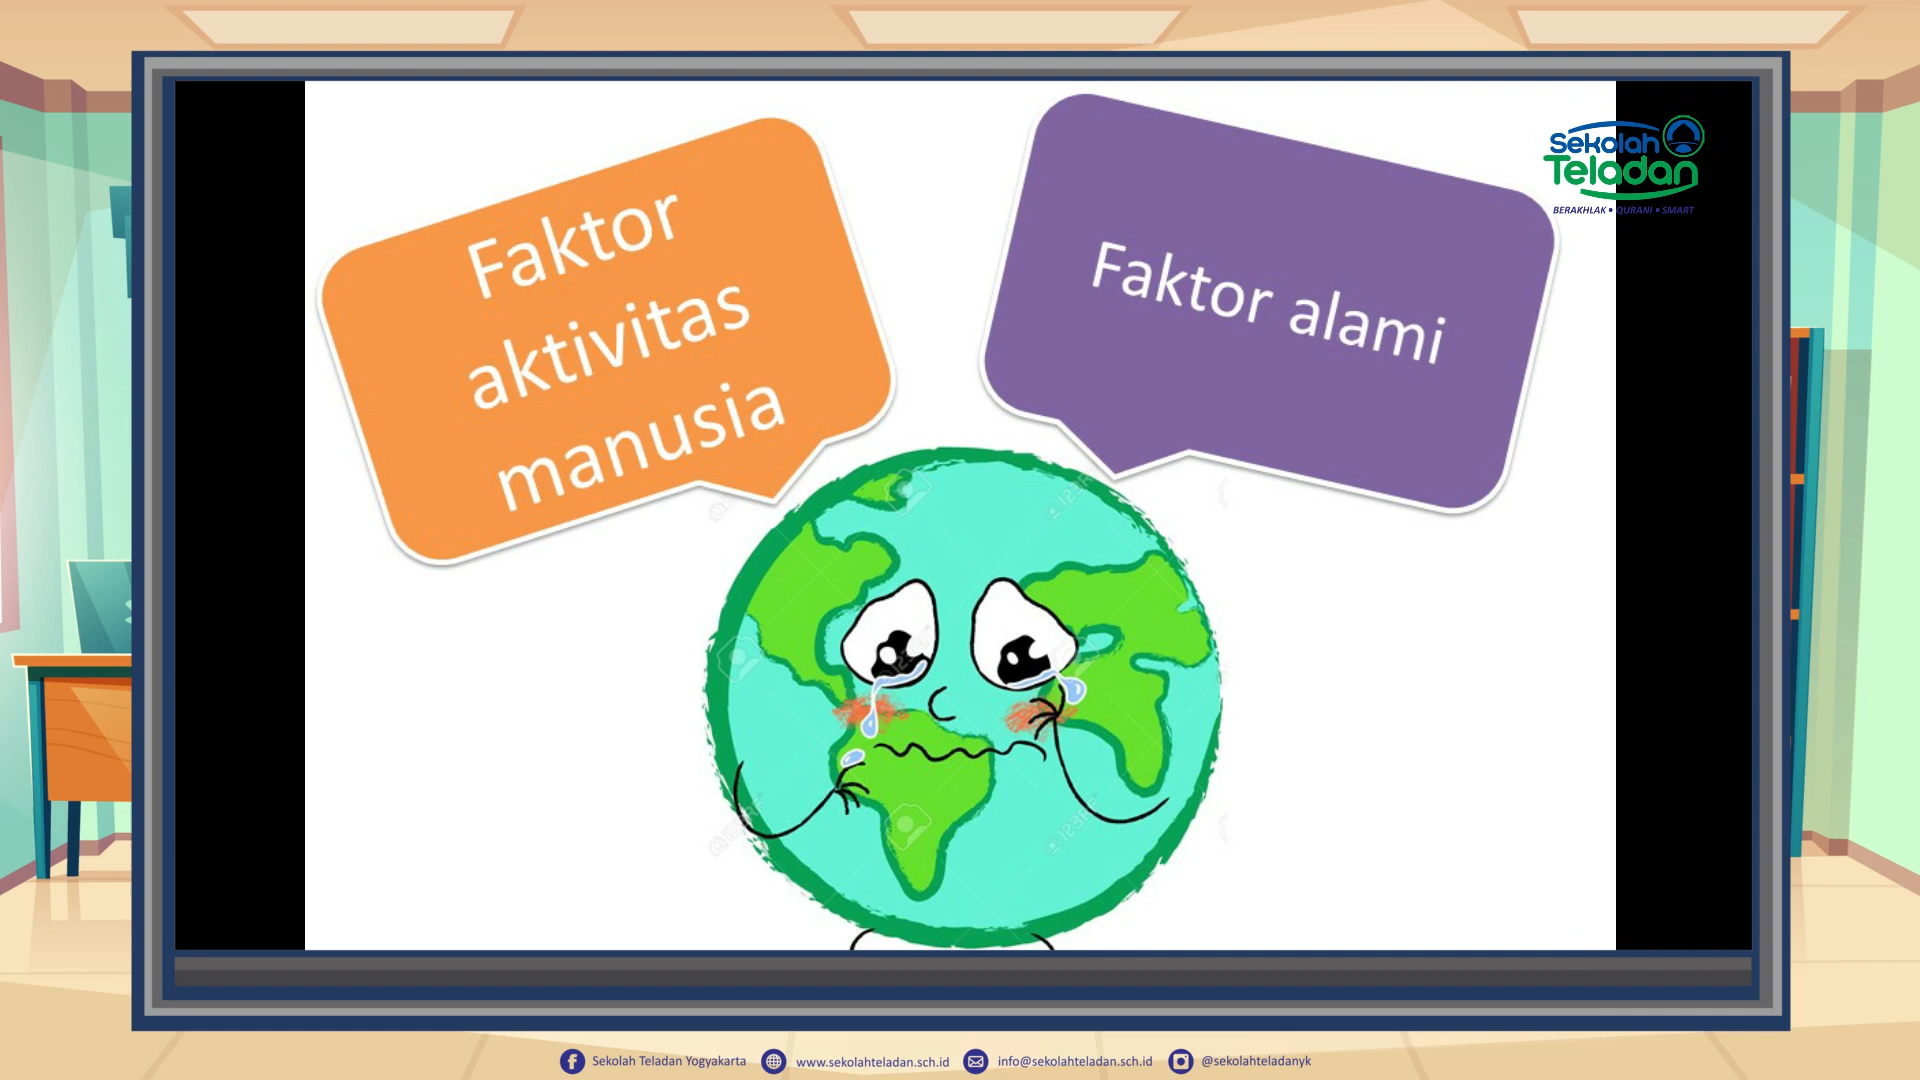 Faktor
aktivitas
manusia
Faktor alami
Sekolah
Teladan
BERAKHLAK • QURANI • SMART
Sekolah Teladan Yogyakarta
www.sekolahteladan.sch.id
info@sekolahteladan.sch.id
@sekolahteladanyk